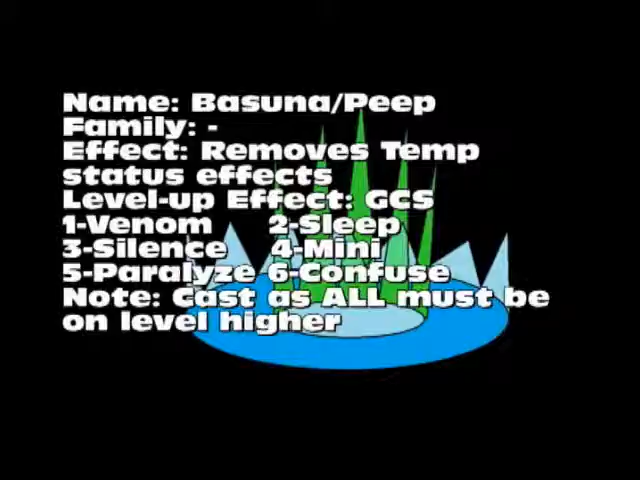 Name: Basuna/Peep
Family: -
Effect: Removes Temp
status effects
Level-up Effect: GCS
1-Venom 2-Sleep
3-Silence 4-Mini
5-Paralyze 6-Confuse
Note: Cast as ALL must be
on level higher